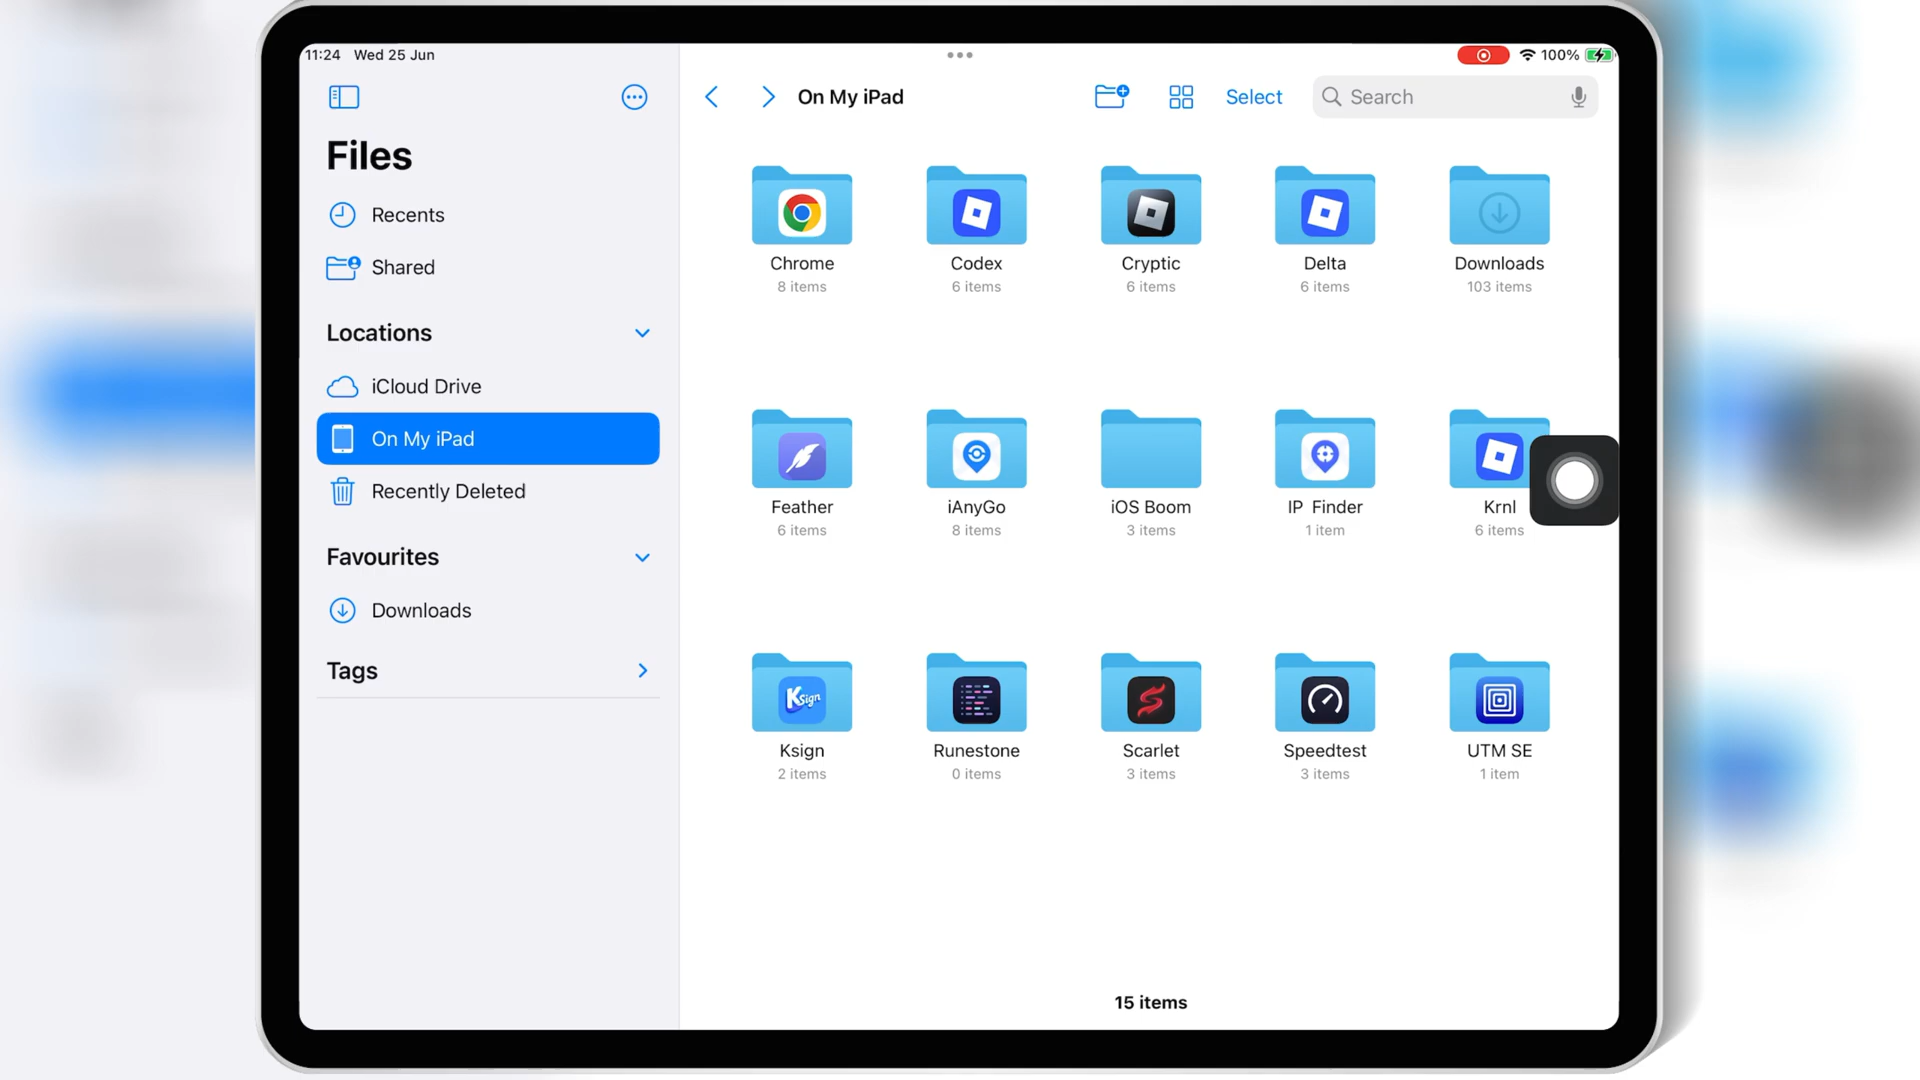 11:24 Wed 25 Jun
100%
Files
Recents
Shared
Locations
iCloud Drive
On My iPad
Recently Deleted
Favourites
Downloads
Tags
On My iPad
Select
Search
Chrome
8 items
Codex
6 items
Cryptic
6 items
Delta
6 items
Downloads
103 items
Feather
6 items
iAnyGo
8 items
iOS Boom
3 items
IP Finder
1 item
Krnl
6 items
Ksign
Ksign
2 items
Runestone
0 items
Scarlet
3 items
Speedtest
3 items
UTM SE
1 item
15 items